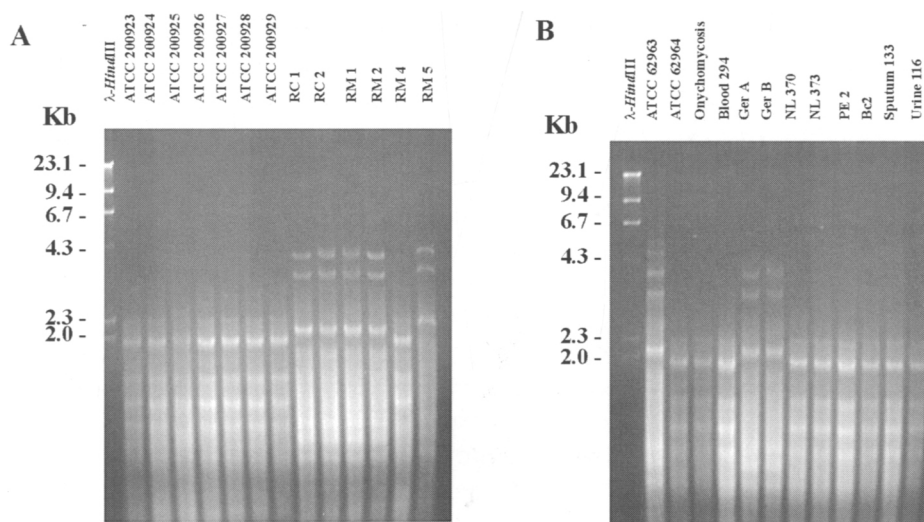 A
λ-HindIII
ATCC 200923
ATCC 200924
ATCC 200925
ATCC 200926
ATCC 200927
ATCC 200928
ATCC 200929
RC 1
RC 2
RM 1
RM 2
RM 4
RM 5
Kb
23.1 -
9.4 -
6.7 -
4.3 -
2.3 -
2.0 -
B
λ-HindIII
ATCC 62963
ATCC 62964
Onychomycosis
Blood 294
Ger A
Ger B
NL 370
NL 373
PE 2
Bc2
Sputum 133
Urine 116
Kb
23.1 -
9.4 -
6.7 -
4.3 -
2.3 -
2.0 -